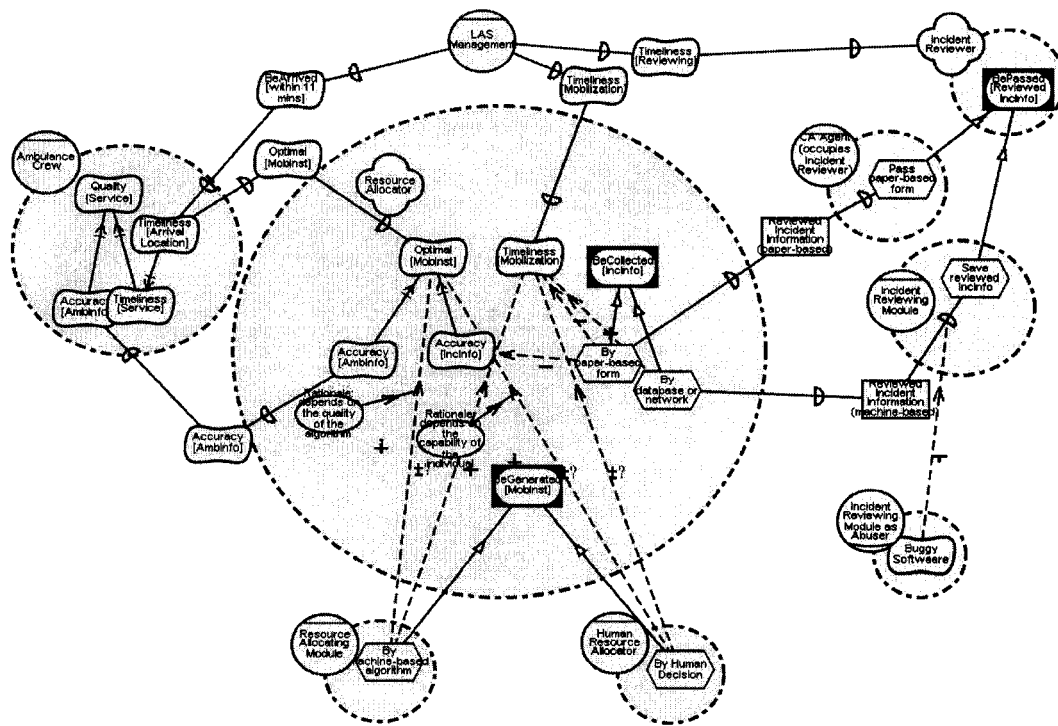 LAS
Management
Timeliness
[Reviewing]
Incident
Reviewer
BeArrived
[within 11
mins]
Timeliness
[Mobilization]
BePassed
[Reviewed
IncInfo]
Ambulance
Crew
Optimal
[MobInst]
Resource
Allocator
CA Agent
(occupies
Incident
Reviewer)
Pass
paper-based
form
Quality
[Service]
Timeliness
[Arrival
Location]
Optimal
[MobInst]
Timeliness
[Mobilization]
BeCollected
[IncInfo]
Reviewed
Incident
Information
(paper-based)
Accuracy
[AmbInfo]
Timeliness
[Service]
Incident
Reviewing
Module
Save
reviewed
IncInfo
Accuracy
[AmbInfo]
Accuracy
[IncInfo]
By
paper-based
form
By
database or
network
Reviewed
Incident
Information
(machine-based)
Rationale:
depends on
the quality
of the
algorithm
Rationale:
depends on
the
capability of
the
individual
Accuracy
[AmbInfo]
±?
±?
±?
BeGenerated
[MobInst]
Incident
Reviewing
Module as
Abuser
Buggy
Softwaare
Resource
Allocating
Module
By
machine-based
algorithm
Human
Resource
Allocator
By Human
Decision